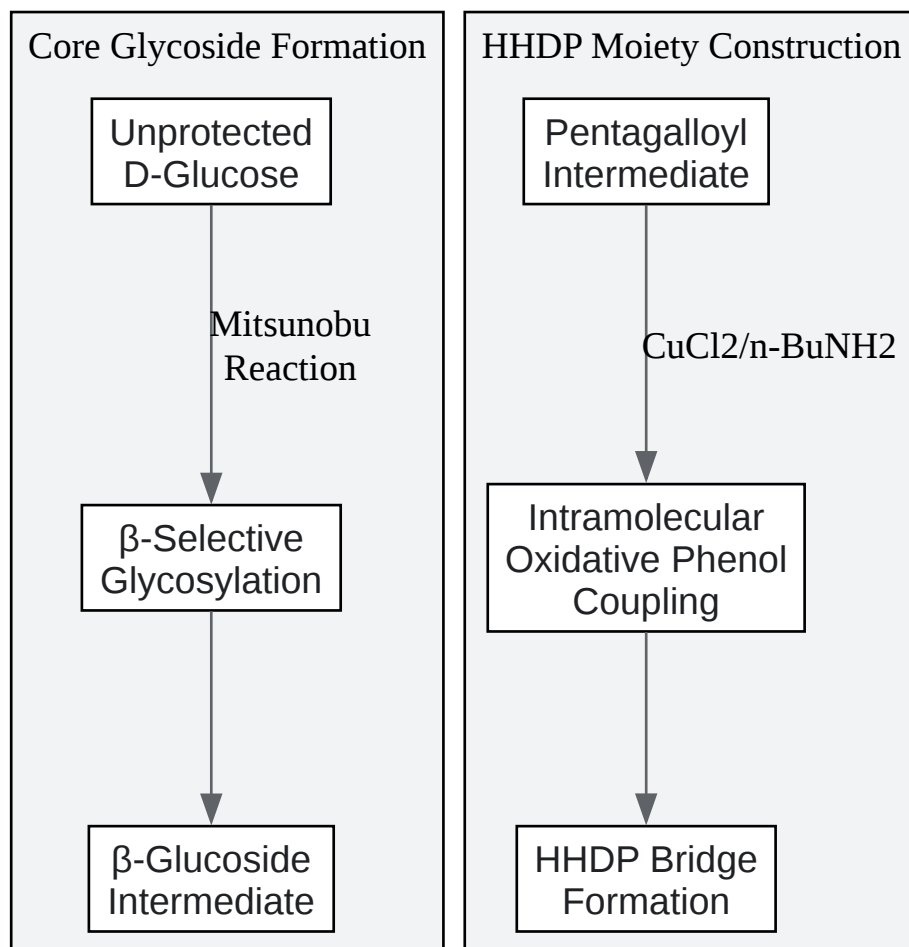 Core Glycoside Formation
Unprotected
D-Glucose
Mitsunobu
Reaction
β-Selective
Glycosylation
β-Glucoside
Intermediate
HHDP Moiety Construction
Pentagalloyl
Intermediate
CuCl2/n-BuNH2
Intramolecular
Oxidative Phenol
Coupling
HHDP Bridge
Formation